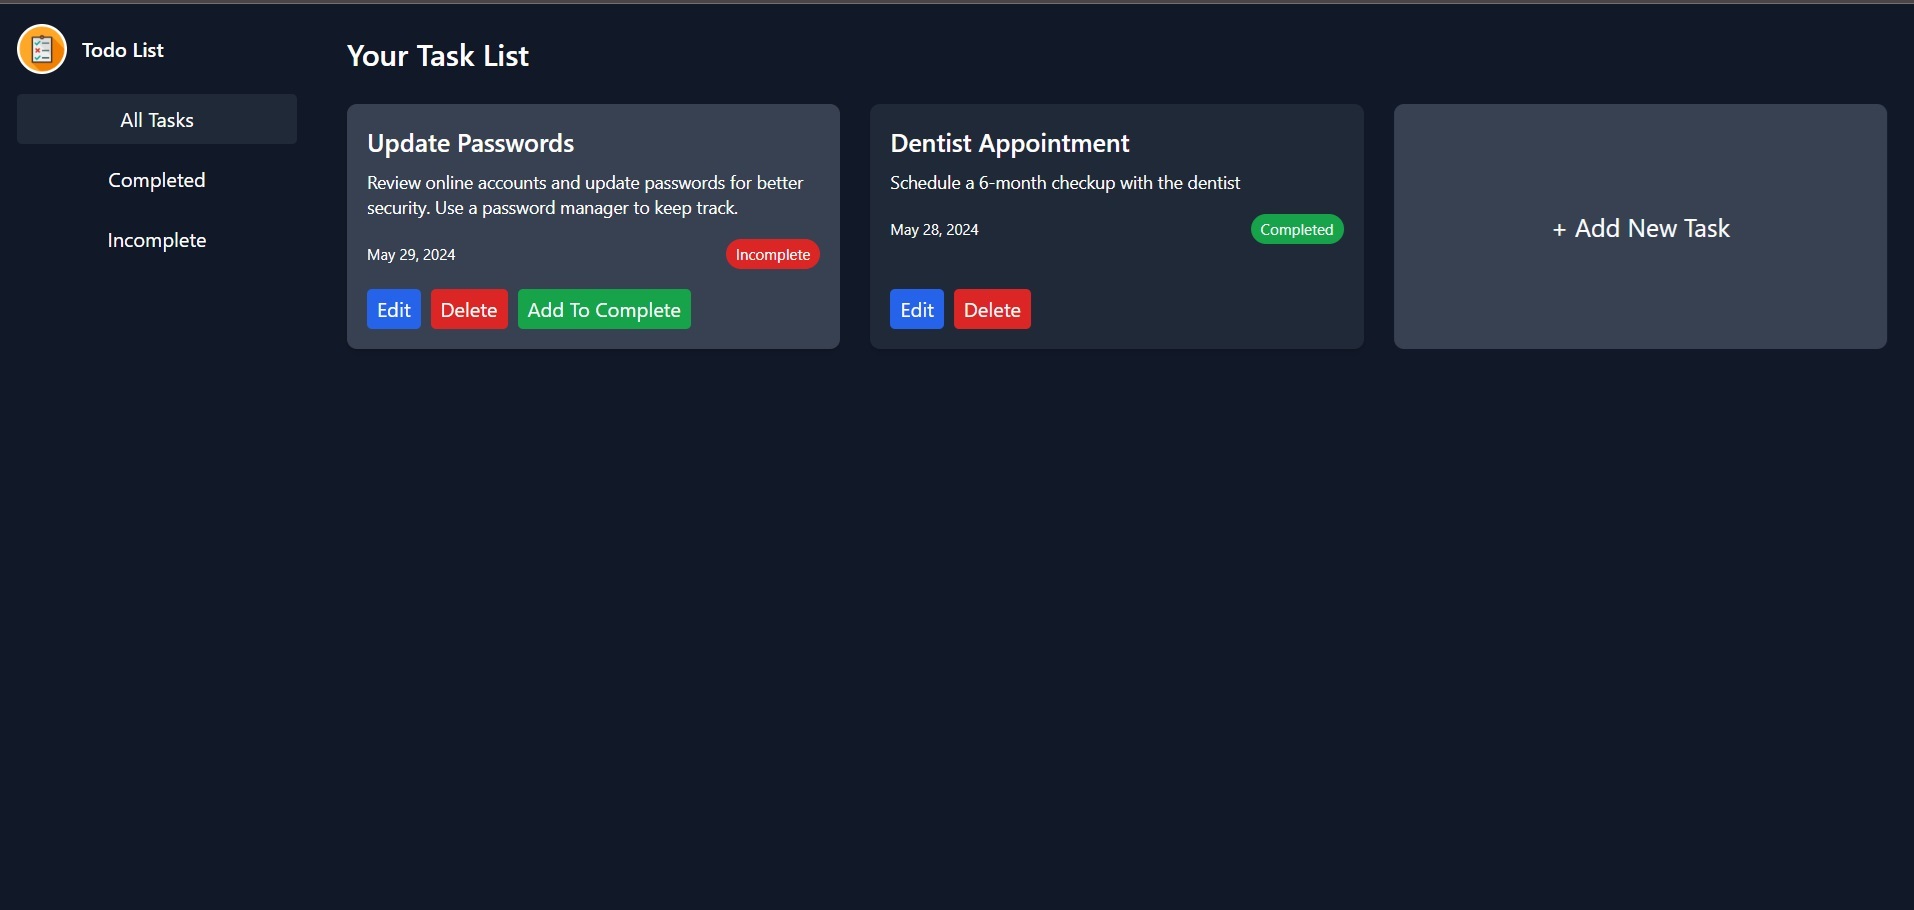 Todo List
All Tasks
Completed
Incomplete
Your Task List
Update Passwords
Review online accounts and update passwords for better
security. Use a password manager to keep track.
May 29, 2024
Incomplete
Edit
Delete
Add To Complete
Dentist Appointment
Schedule a 6-month checkup with the dentist
May 28, 2024
Completed
Edit
Delete
+ Add New Task